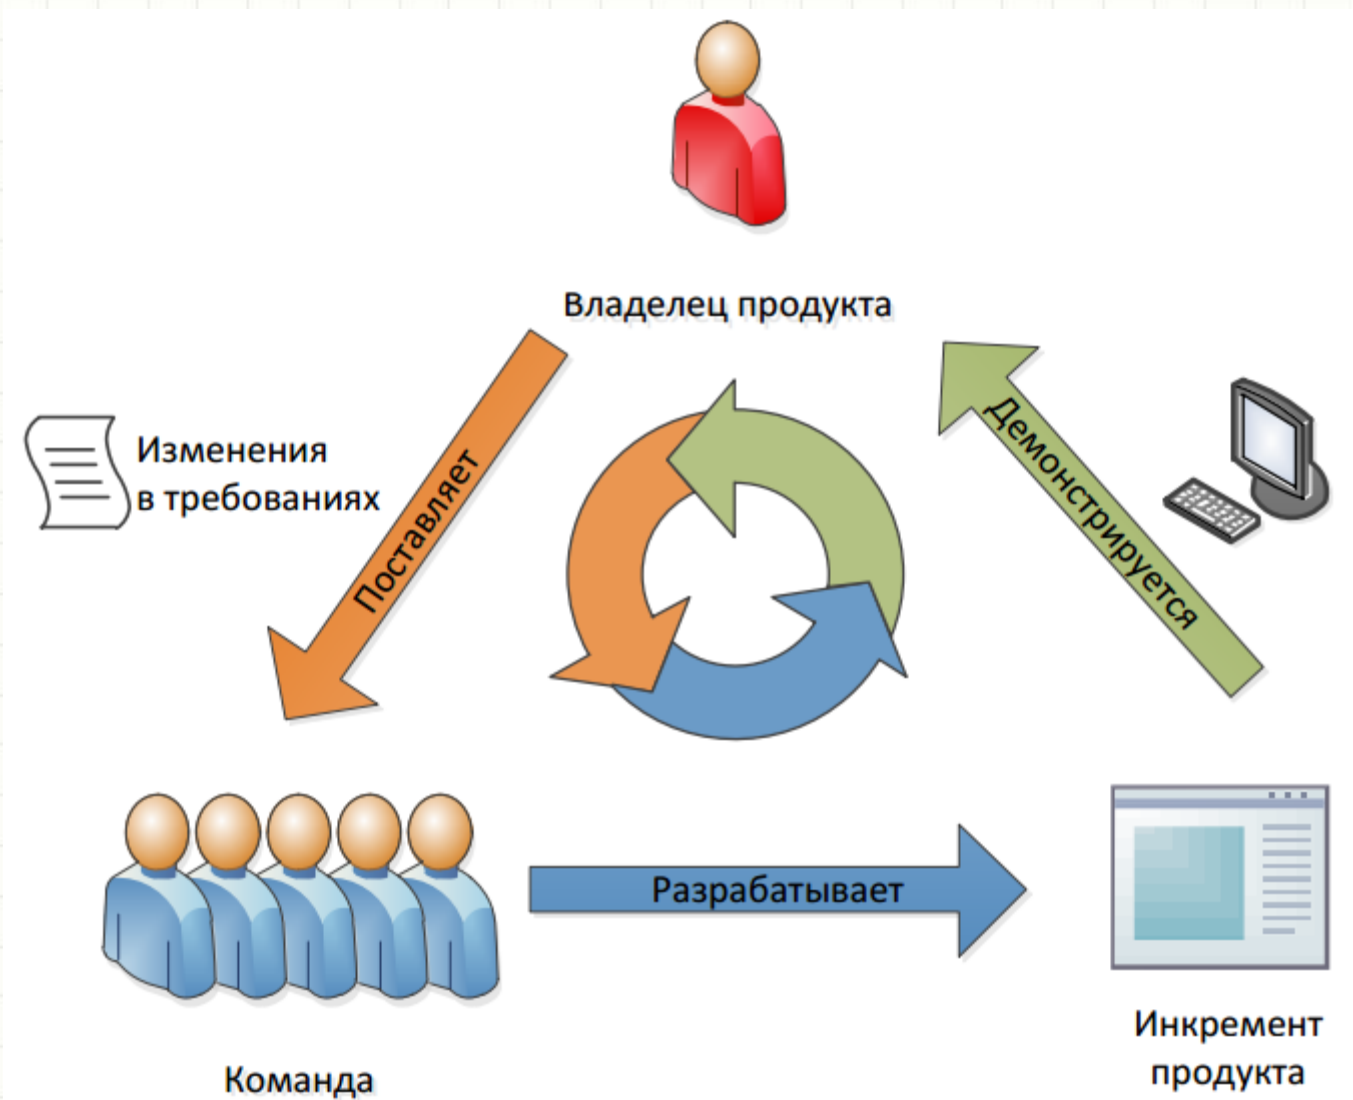 Владелец продукта
Изменения
в требованиях
Поставляет
Демонстрируется
Разрабатывает
Команда
Инкремент
продукта